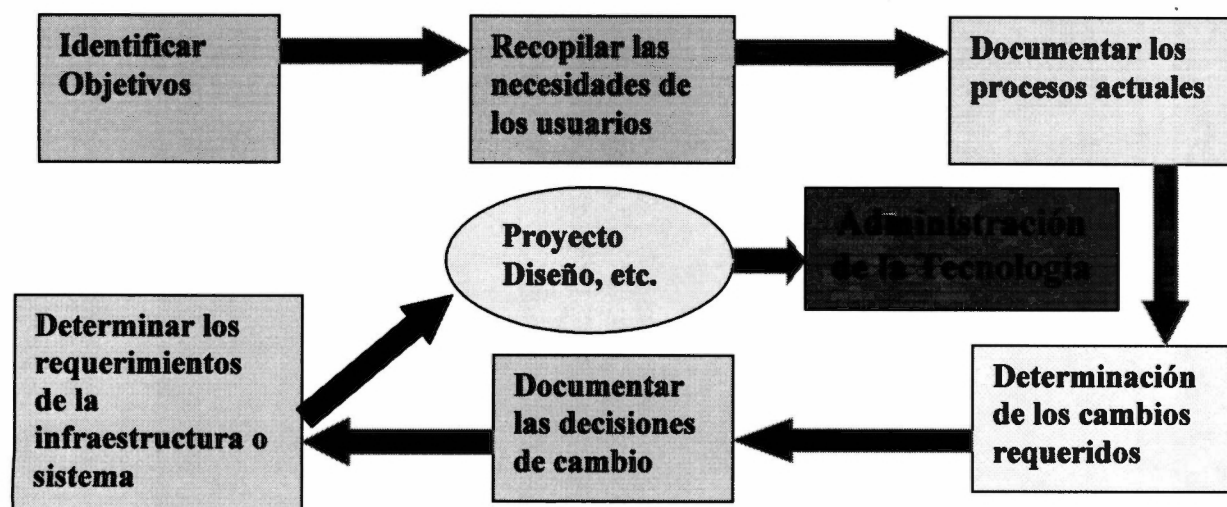 Identificar
Objetivos
Recopilar las
necesidades de
los usuarios
Documentar los
procesos actuales
Proyecto
Diseño, etc.
Administración
de la Tecnología
Determinar los
requerimientos
de la
infraestructura o
sistema
Documentar
las decisiones
de cambio
Determinación
de los cambios
requeridos